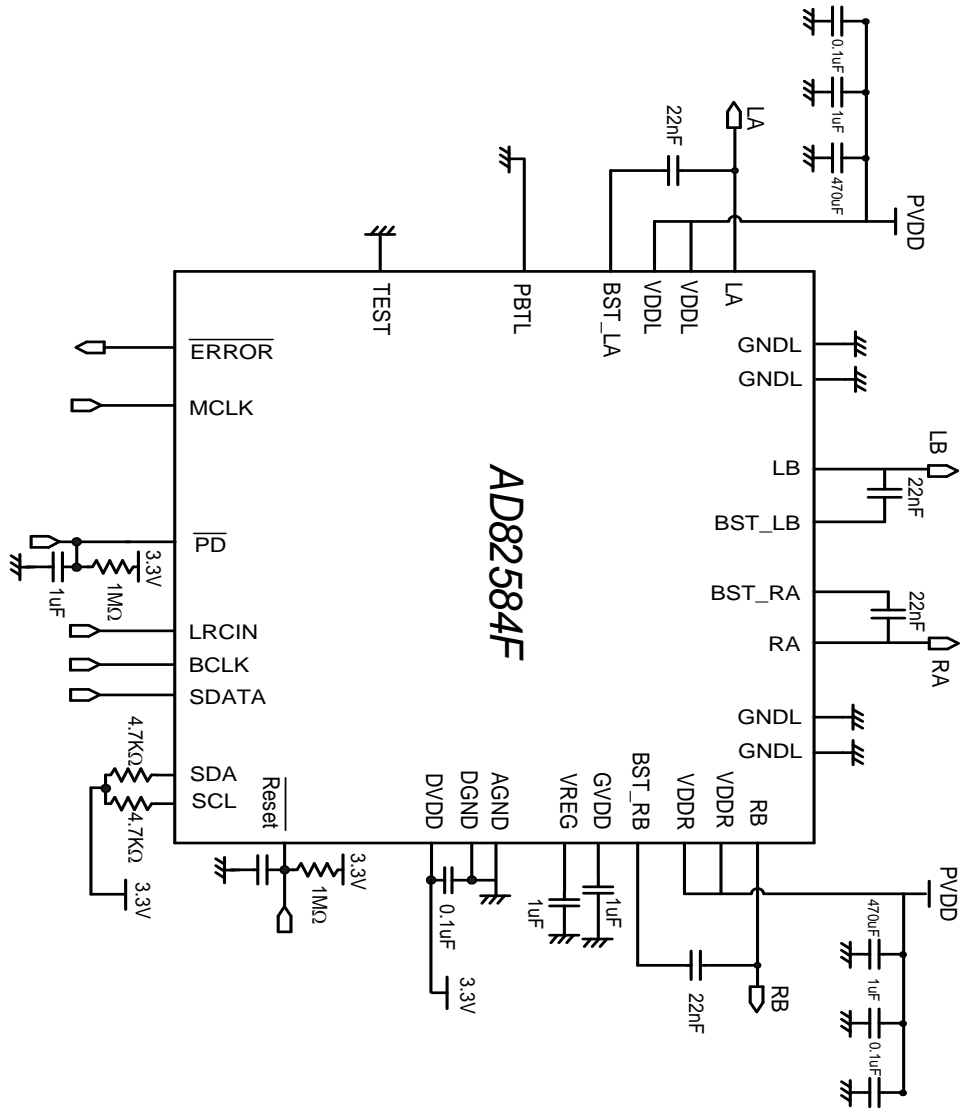 0.1uF
1uF
470uF
PVDD
LA
22nF
TEST
PBTL
BST_LA
VDDL
VDDL
LA
ERROR
MCLK
PD
3.3V
1MΩ
1uF
LRCIN
BCLK
SDATA
SDA
SCL
4.7KΩ
4.7KΩ
3.3V
AD82584F
GNDL
GNDL
LB
BST_LB
BST_RA
RA
GNDL
GNDL
LB
22nF
22nF
RA
Reset
DVDD
DGND
AGND
VREG
GVDD
BST_RB
VDDR
VDDR
RB
3.3V
1MΩ
0.1uF
3.3V
1uF
1uF
22nF
RB
PVDD
470uF
1uF
0.1uF